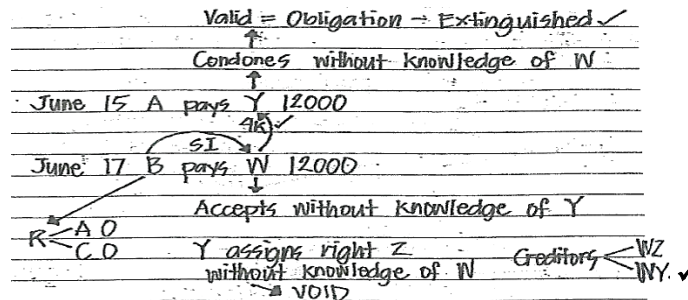 Valid = Obligation → Extinguished ✓
Condones without knowledge of W
June 15 A pays Y 12000
4k ✓
SI
June 17 B pays W 12000
Accepts without knowledge of Y
R A O
C O
Y assigns right Z
without knowledge of W
VOID
Creditors WZ
WY ✓